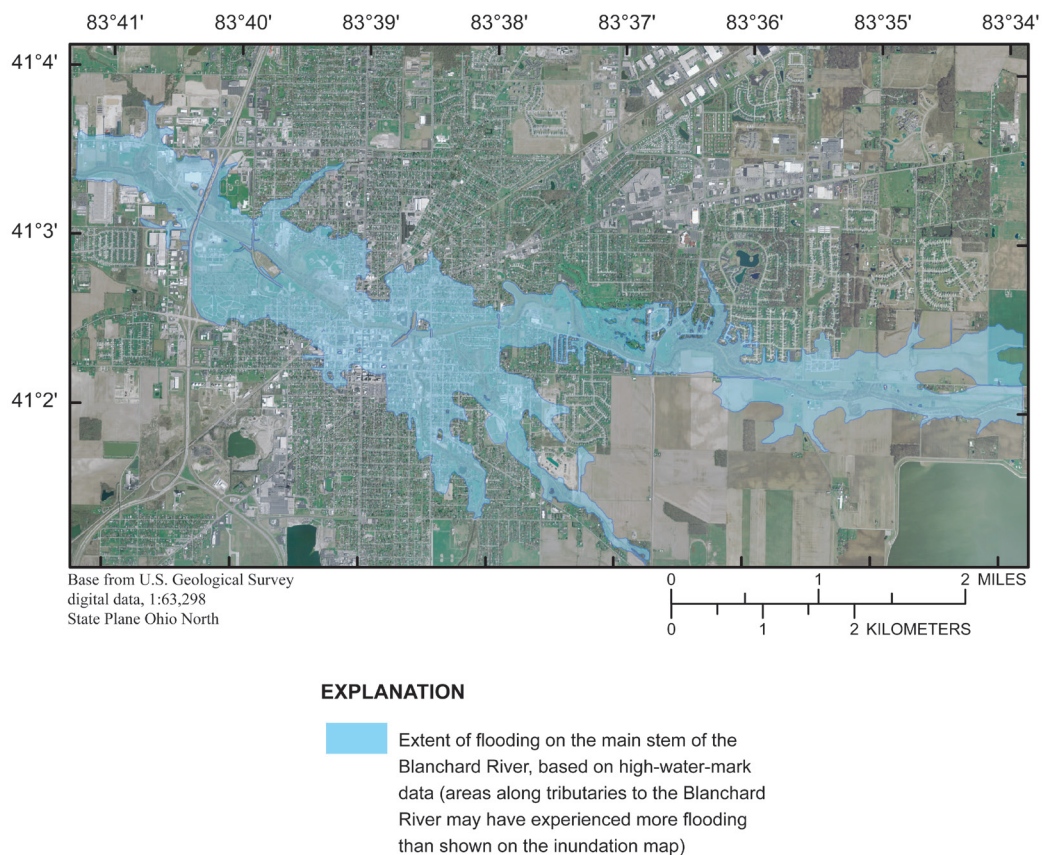 83°41' 83°40' 83°39' 83°38' 83°37' 83°36' 83°35' 83°34'
41°4'
41°3'
41°2'
Base from U.S. Geological Survey
digital data, 1:63,298
State Plane Ohio North
0 1 2 MILES
0 1 2 KILOMETERS
EXPLANATION
Extent of flooding on the main stem of the
Blanchard River, based on high-water-mark
data (areas along tributaries to the Blanchard
River may have experienced more flooding
than shown on the inundation map)